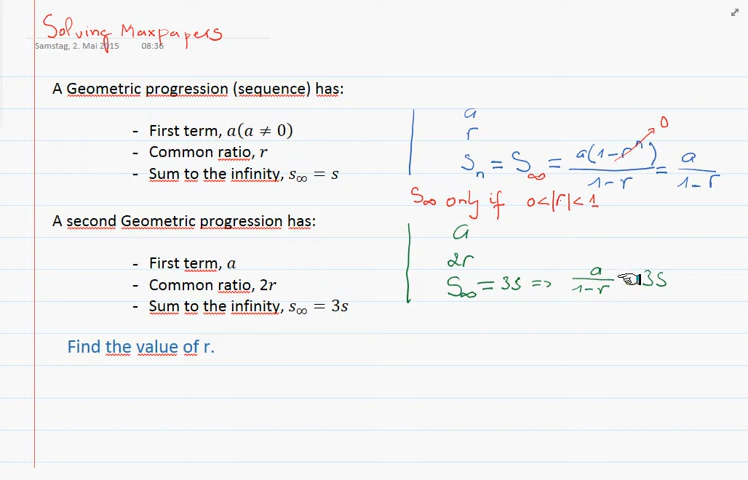 Solving Maxpapers
Samstag, 2. Mai 2015 08:36
A Geometric progression (sequence) has:
- First term, a(a ≠ 0)
- Common ratio, r
- Sum to the infinity, s∞ = s
a
r
Sn = S∞ = a(1-rⁿ)/(1-r) = a/(1-r)
0
S∞ only if 0<|r|<1
A second Geometric progression has:
- First term, a
- Common ratio, 2r
- Sum to the infinity, s∞ = 3s
a
2r
S∞ = 3s => a/(1-r) 3s
Find the value of r.